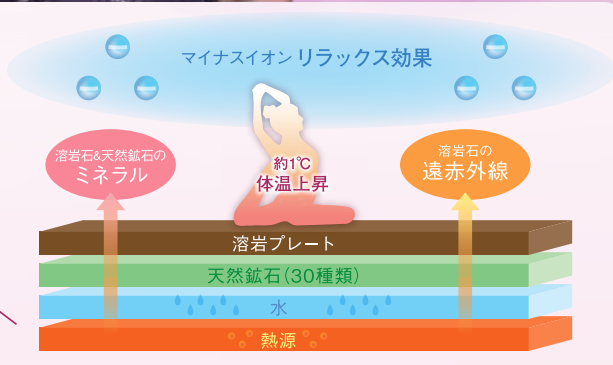 マイナスイオン リラックス効果
溶岩石&天然鉱石の
ミネラル
約1℃
体温上昇
溶岩石の
遠赤外線
溶岩プレート
天然鉱石(30種類)
水
熱源